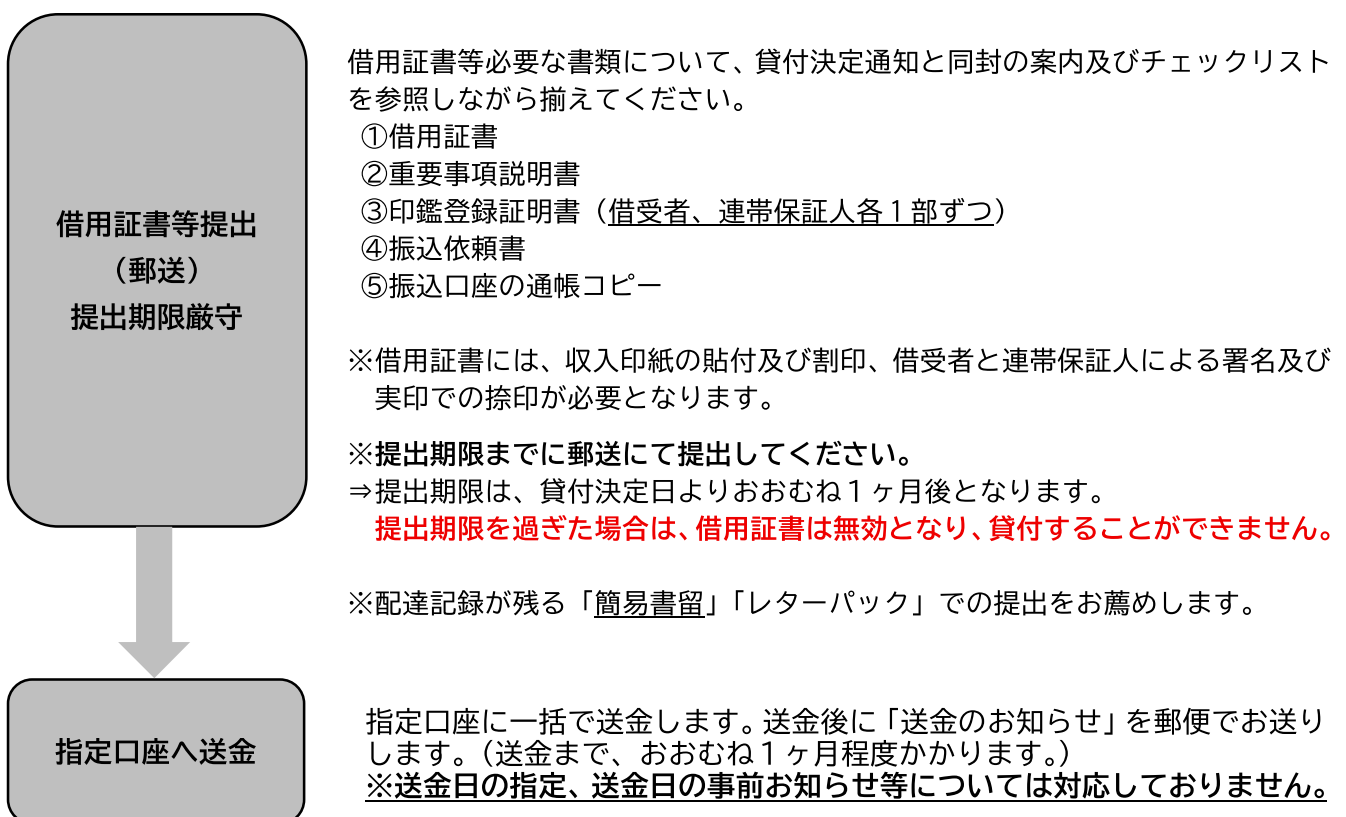 借用証書等提出
（郵送）
提出期限厳守
借用証書等必要な書類について、貸付決定通知と同封の案内及びチェックリスト
を参照しながら揃えてください。
①借用証書
②重要事項説明書
③印鑑登録証明書（借受者、連帯保証人各１部ずつ）
④振込依頼書
⑤振込口座の通帳コピー
※借用証書には、収入印紙の貼付及び割印、借受者と連帯保証人による署名及び
実印での捺印が必要となります。
※提出期限までに郵送にて提出してください。
⇒提出期限は、貸付決定日よりおおむね１ヶ月後となります。
提出期限を過ぎた場合は、借用証書は無効となり、貸付することができません。
※配達記録が残る「簡易書留」「レターパック」での提出をお薦めします。
指定口座へ送金
指定口座に一括で送金します。送金後に「送金のお知らせ」を郵便でお送り
します。（送金まで、おおむね１ヶ月程度かかります。）
※送金日の指定、送金日の事前お知らせ等については対応しておりません。